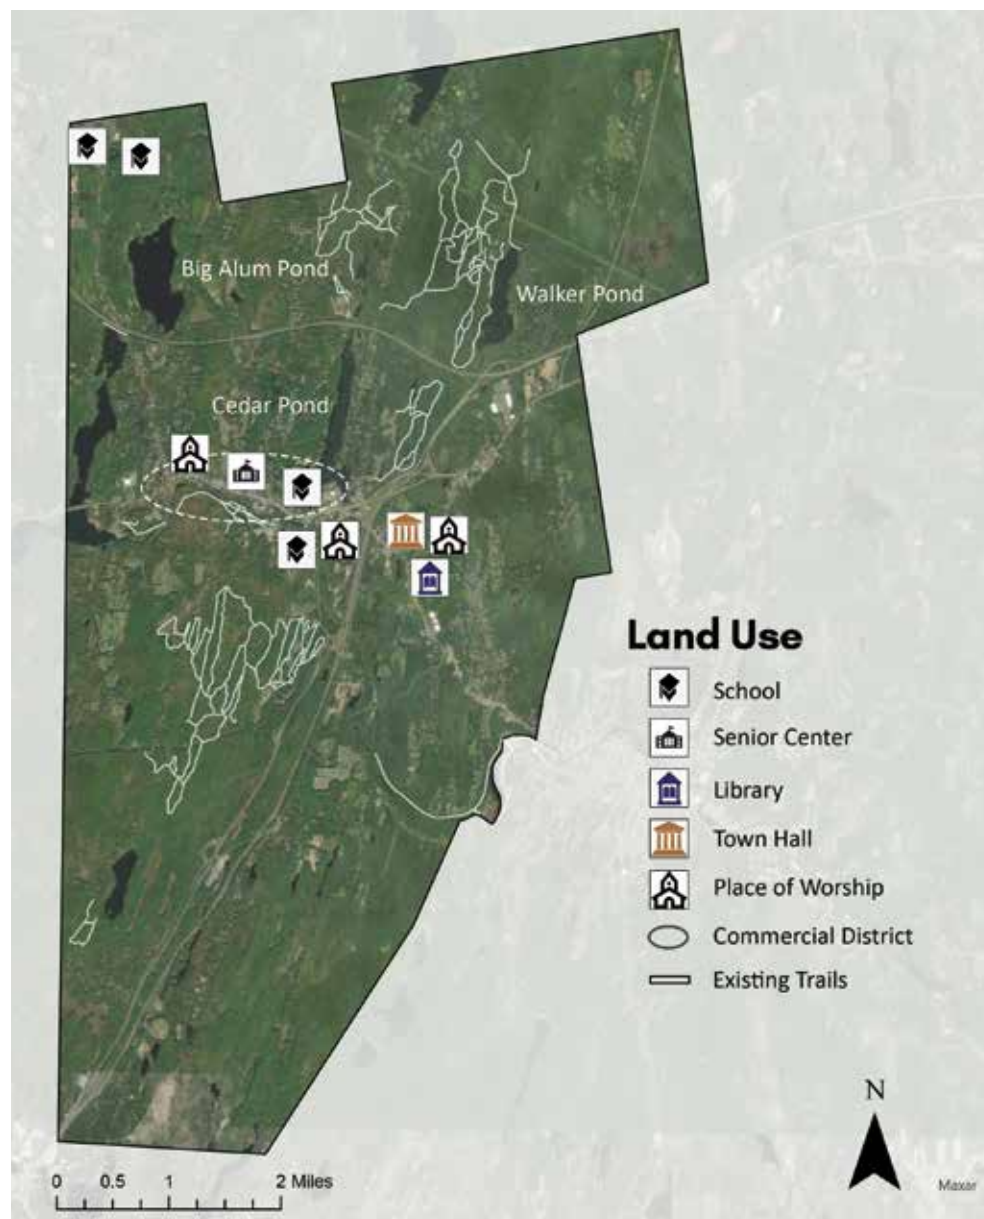 Big Alum Pond
Walker Pond
Cedar Pond
Land Use
School
Senior Center
Library
Town Hall
Place of Worship
Commercial District
Existing Trails
N
0 0.5 1 2 Miles
Maxar